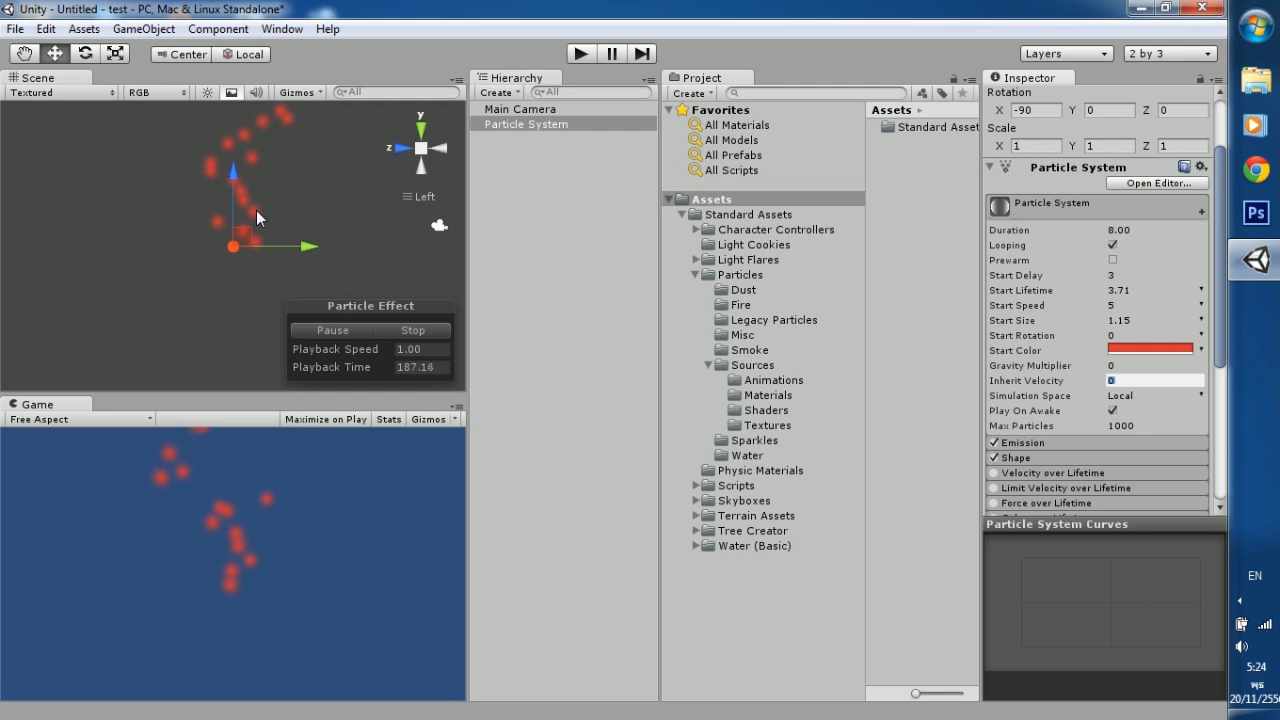 Unity - Untitled - test - PC, Mac & Linux Standalone*
File Edit Assets GameObject Component Window Help
Center Local
Layers 2 by 3
Scene
Textured RGB Gizmos All
y
z
Left
Particle Effect
Pause Stop
Playback Speed 1.00
Playback Time 187.16
Game
Free Aspect Maximize on Play Stats Gizmos
Hierarchy
Create All
Main Camera
Particle System
Project
Create
Favorites
All Materials
All Models
All Prefabs
All Scripts
Assets
Standard Assets
Character Controllers
Light Cookies
Light Flares
Particles
Dust
Fire
Legacy Particles
Misc
Smoke
Sources
Animations
Materials
Shaders
Textures
Sparkles
Water
Physic Materials
Scripts
Skyboxes
Terrain Assets
Tree Creator
Water (Basic)
Assets
Standard Asset
Inspector
Rotation
X -90 Y 0 Z 0
Scale
X 1 Y 1 Z 1
Particle System
Open Editor...
Particle System
Duration 8.00
Looping
Prewarm
Start Delay 3
Start Lifetime 3.71
Start Speed 5
Start Size 1.15
Start Rotation 0
Start Color
Gravity Multiplier 0
Inherit Velocity 0
Simulation Space Local
Play On Awake
Max Particles 1000
Emission
Shape
Velocity over Lifetime
Limit Velocity over Lifetime
Force over Lifetime
Particle System Curves
Ps
EN
5:24
พุธ
20/11/255